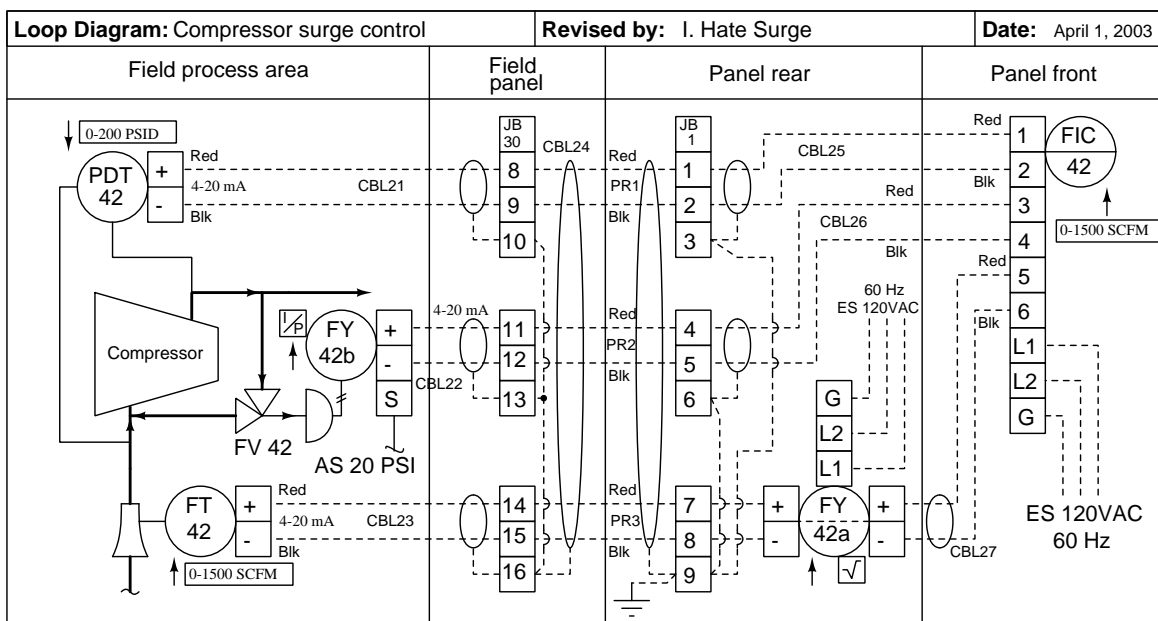 Loop Diagram: Compressor surge control
Revised by: I. Hate Surge
Date: April 1, 2003
Field process area
Field panel
Panel rear
Panel front
0-200 PSID
PDT 42
+
-
Red
4-20 mA
Blk
CBL21
JB 30
8
9
10
CBL24
Red
PR1
Blk
JB 1
1
2
3
CBL25
CBL26
Red
Blk
Red
Blk
Red
Blk
1
2
3
4
5
6
L1
L2
G
FIC 42
0-1500 SCFM
Compressor
I/P
FY 42b
+
-
S
4-20 mA
CBL22
11
12
13
Red
PR2
Blk
4
5
6
60 Hz
ES 120VAC
FV 42
AS 20 PSI
G
L2
L1
FT 42
+
-
Red
4-20 mA
Blk
CBL23
0-1500 SCFM
14
15
16
Red
PR3
Blk
7
8
9
+
-
FY 42a
+
-
√
CBL27
ES 120VAC
60 Hz